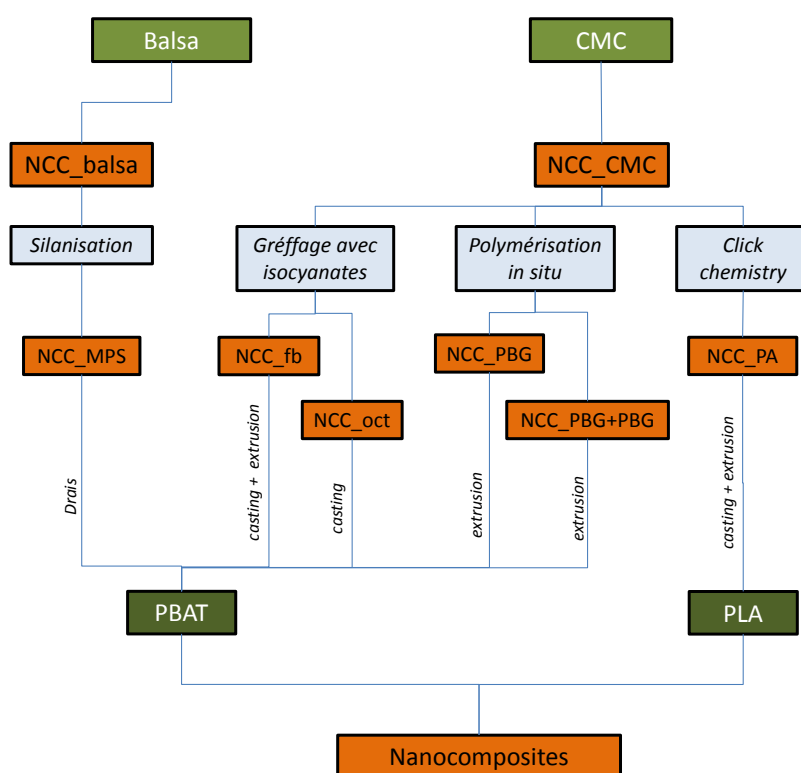 Balsa
CMC
NCC_balsa
NCC_CMC
Silanisation
Gréffage avec
isocyanates
Polymérisation
in situ
Click
chemistry
NCC_MPS
NCC_fb
NCC_PBG
NCC_PA
NCC_oct
NCC_PBG+PBG
Drais
casting + extrusion
casting
extrusion
extrusion
casting + extrusion
PBAT
PLA
Nanocomposites